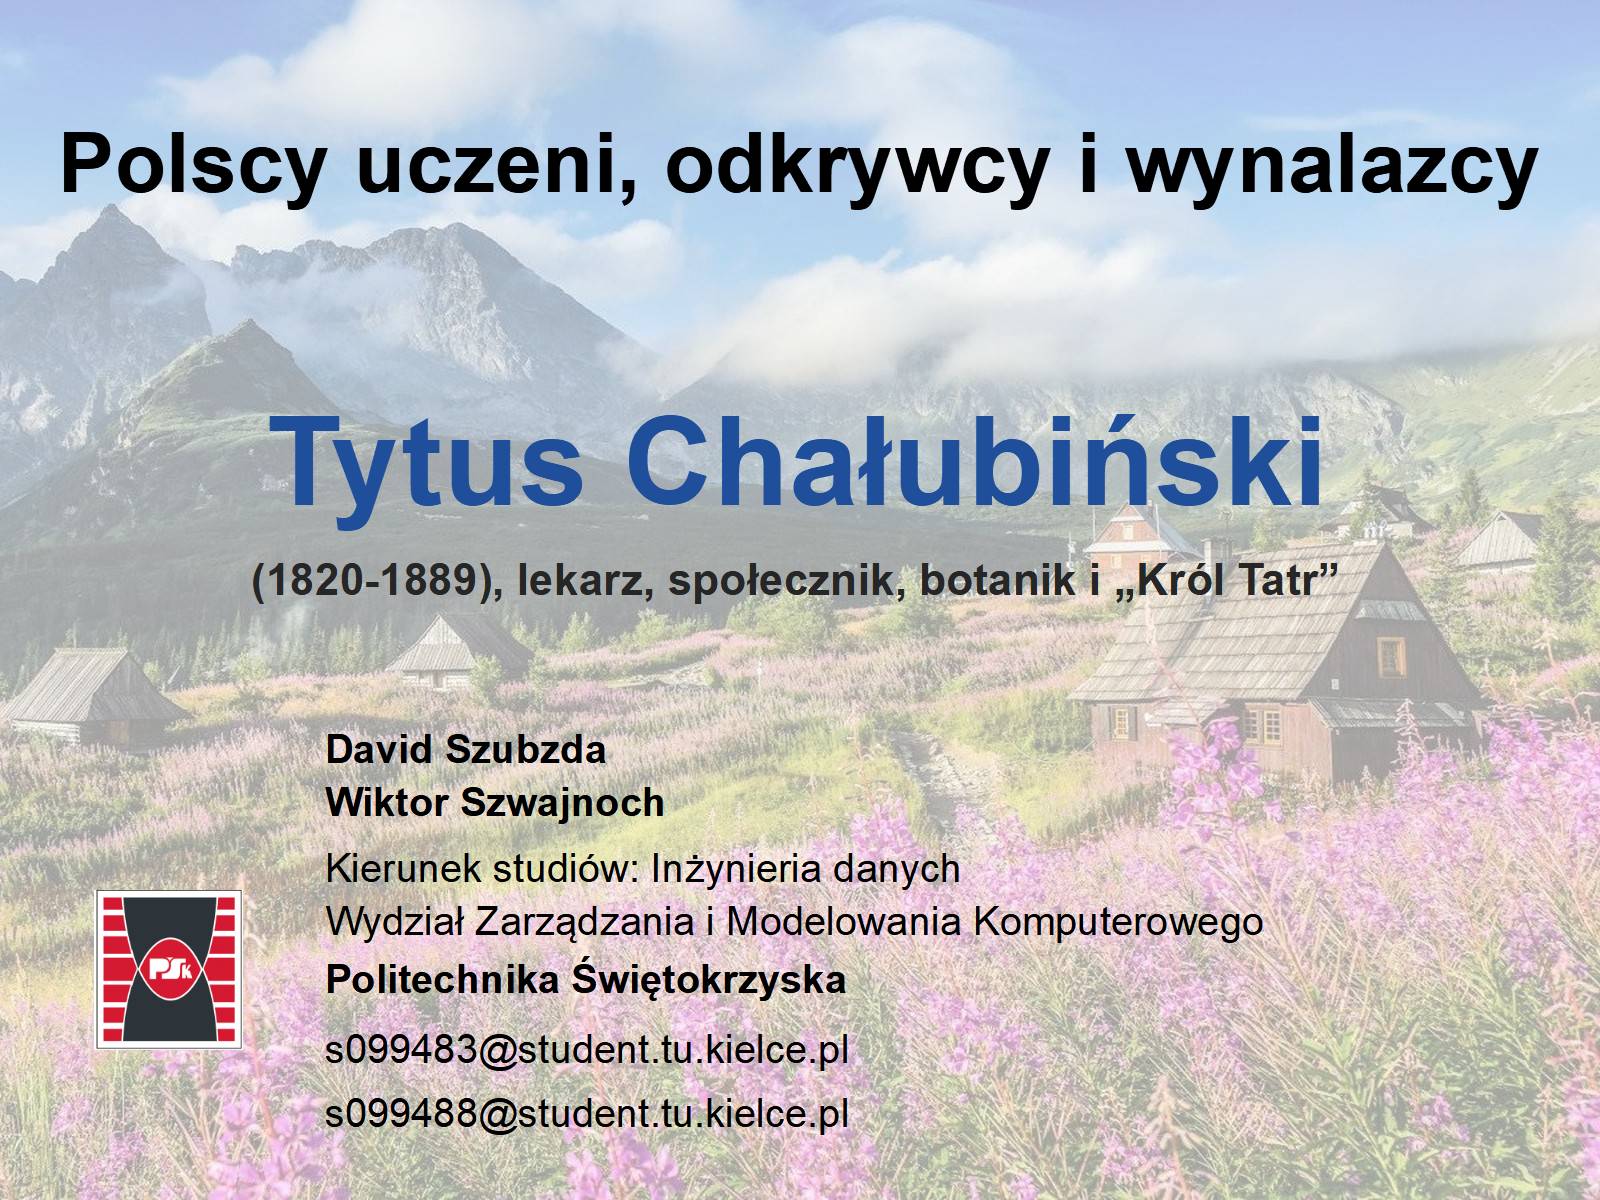 Polscy uczeni, odkrywcy i wynalazcy
Tytus Chałubiński
(1820-1889), lekarz, społecznik, botanik i „Król Tatr”
David Szubzda
Wiktor Szwajnoch
Kierunek studiów: Inżynieria danych
Wydział Zarządzania i Modelowania Komputerowego
PŚk
Politechnika Świętokrzyska
s099483@student.tu.kielce.pl
s099488@student.tu.kielce.pl